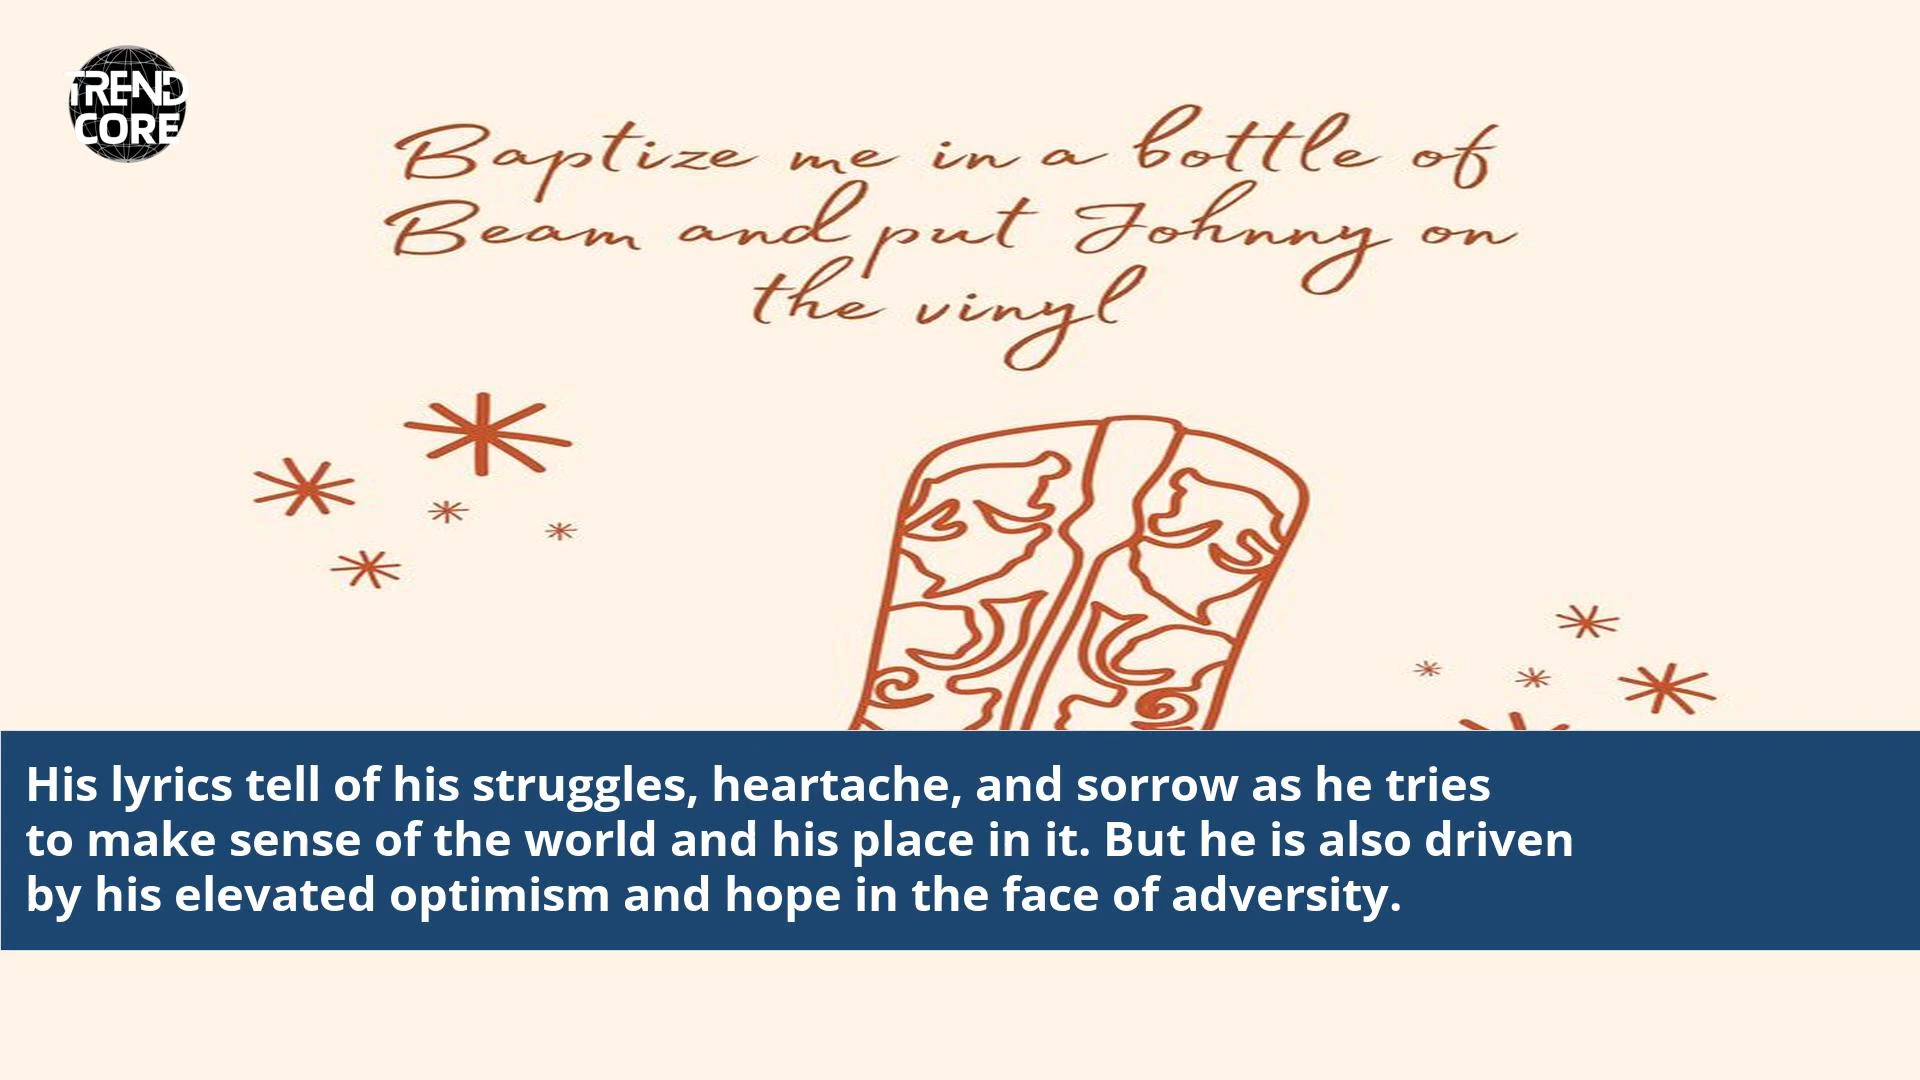 TREND
CORE
Baptize me in a bottle of
Beam and put Johnny on
the vinyl
His lyrics tell of his struggles, heartache, and sorrow as he tries
to make sense of the world and his place in it. But he is also driven
by his elevated optimism and hope in the face of adversity.